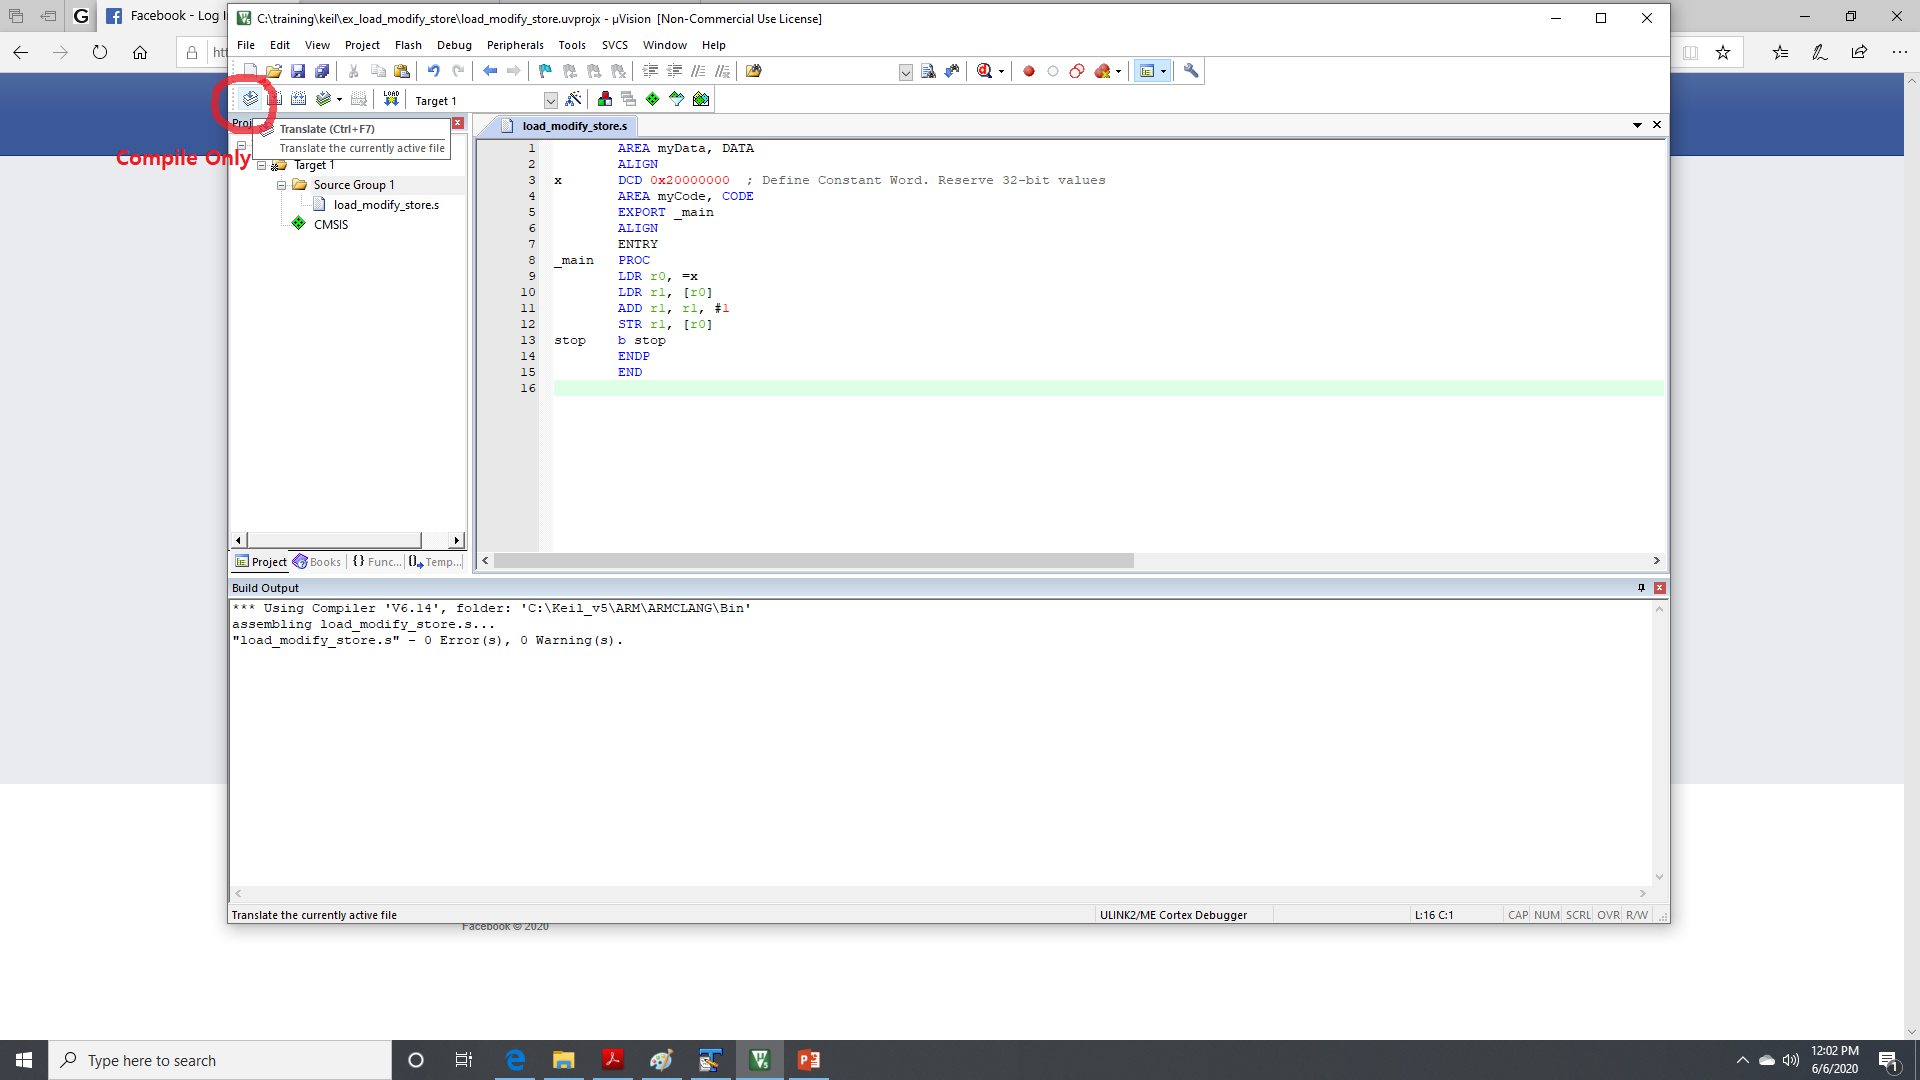 Facebook - Log I
C:\training\keil\ex_load_modify_store\load_modify_store.uvprojx - µVision [Non-Commercial Use License]
File Edit View Project Flash Debug Peripherals Tools SVCS Window Help
LOAD
Target 1
Proj
Translate (Ctrl+F7)
Translate the currently active file
Compile Only
Target 1
Source Group 1
load_modify_store.s
CMSIS
load_modify_store.s
1 AREA myData, DATA
2 ALIGN
3 x DCD 0x20000000 ; Define Constant Word. Reserve 32-bit values
4 AREA myCode, CODE
5 EXPORT _main
6 ALIGN
7 ENTRY
8 _main PROC
9 LDR r0, =x
10 LDR r1, [r0]
11 ADD r1, r1, #1
12 STR r1, [r0]
13 stop b stop
14 ENDP
15 END
16
Project Books {} Func... Temp...
Build Output
*** Using Compiler 'V6.14', folder: 'C:\Keil_v5\ARM\ARMCLANG\Bin'
assembling load_modify_store.s...
"load_modify_store.s" - 0 Error(s), 0 Warning(s).
Translate the currently active file ULINK2/ME Cortex Debugger L:16 C:1 CAP NUM SCRL OVR R/W
Facebook © 2020
Type here to search
12:02 PM
6/6/2020
1